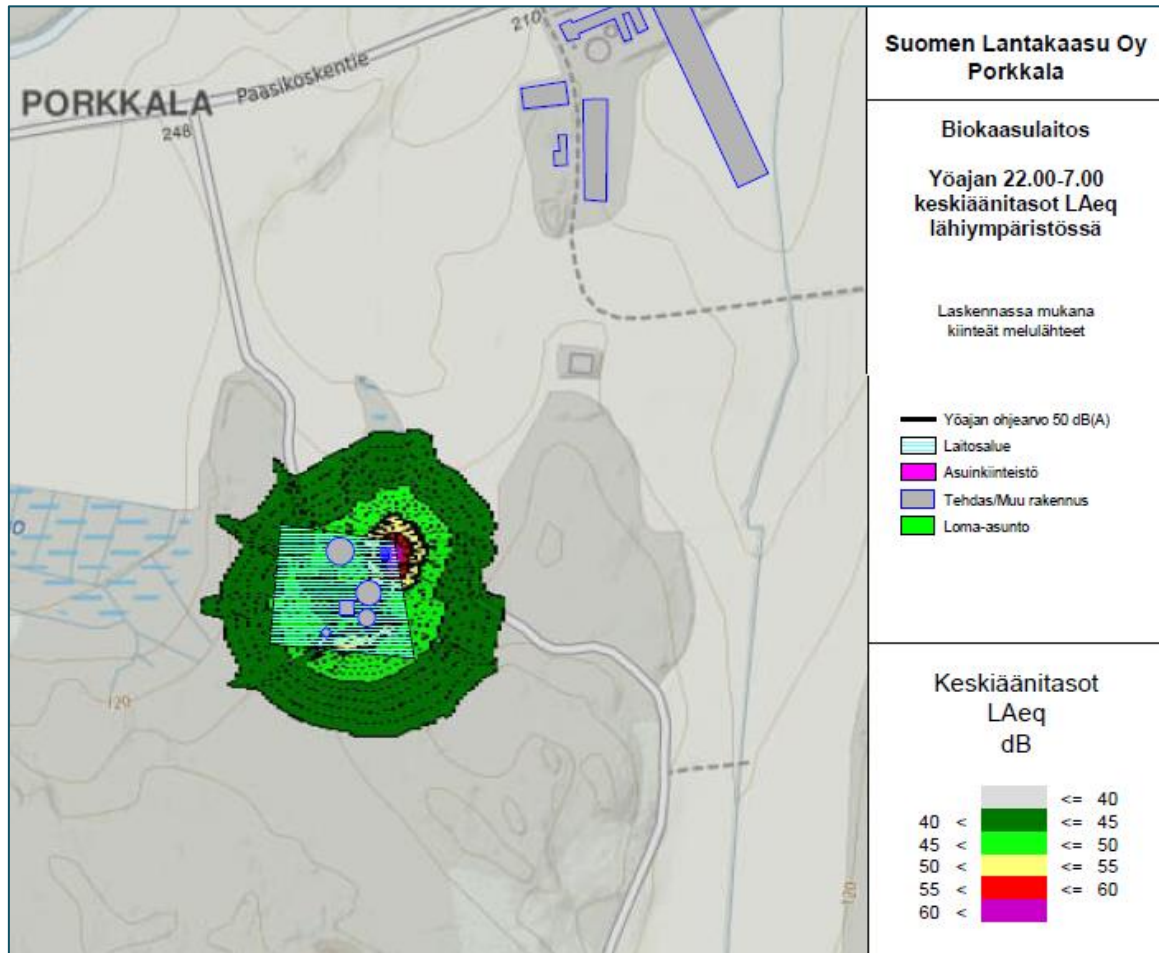 PORKKALA
Paasikoskentie
210
248
120
120
Suomen Lantakaasu Oy
Porkkala
Biokaasulaitos
Yöajan 22.00-7.00
keskiäänitasot LAeq
lähiympäristössä
Laskennassa mukana
kiinteät melulähteet
Yöajan ohjearvo 50 dB(A)
Laitosalue
Asuinkiinteistö
Tehdas/Muu rakennus
Loma-asunto
Keskiäänitasot
LAeq
dB
<= 40
40 < <= 45
45 < <= 50
50 < <= 55
55 < <= 60
60 <